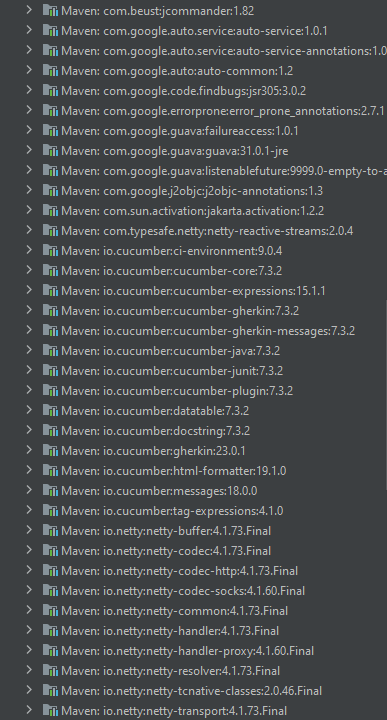 Maven: com.beust:jcommander:1.82
Maven: com.google.auto.service:auto-service:1.0.1
Maven: com.google.auto.service:auto-service-annotations:1.0
Maven: com.google.auto:auto-common:1.2
Maven: com.google.code.findbugs:jsr305:3.0.2
Maven: com.google.errorprone:error_prone_annotations:2.7.1
Maven: com.google.guava:failureaccess:1.0.1
Maven: com.google.guava:guava:31.0.1-jre
Maven: com.google.guava:listenablefuture:9999.0-empty-to-a
Maven: com.google.j2objc:j2objc-annotations:1.3
Maven: com.sun.activation:jakarta.activation:1.2.2
Maven: com.typesafe.netty:netty-reactive-streams:2.0.4
Maven: io.cucumber:ci-environment:9.0.4
Maven: io.cucumber:cucumber-core:7.3.2
Maven: io.cucumber:cucumber-expressions:15.1.1
Maven: io.cucumber:cucumber-gherkin:7.3.2
Maven: io.cucumber:cucumber-gherkin-messages:7.3.2
Maven: io.cucumber:cucumber-java:7.3.2
Maven: io.cucumber:cucumber-junit:7.3.2
Maven: io.cucumber:cucumber-plugin:7.3.2
Maven: io.cucumber:datatable:7.3.2
Maven: io.cucumber:docstring:7.3.2
Maven: io.cucumber:gherkin:23.0.1
Maven: io.cucumber:html-formatter:19.1.0
Maven: io.cucumber:messages:18.0.0
Maven: io.cucumber:tag-expressions:4.1.0
Maven: io.netty:netty-buffer:4.1.73.Final
Maven: io.netty:netty-codec:4.1.73.Final
Maven: io.netty:netty-codec-http:4.1.73.Final
Maven: io.netty:netty-codec-socks:4.1.60.Final
Maven: io.netty:netty-common:4.1.73.Final
Maven: io.netty:netty-handler:4.1.73.Final
Maven: io.netty:netty-handler-proxy:4.1.60.Final
Maven: io.netty:netty-resolver:4.1.73.Final
Maven: io.netty:netty-tcnative-classes:2.0.46.Final
Maven: io.netty:netty-transport:4.1.73.Final